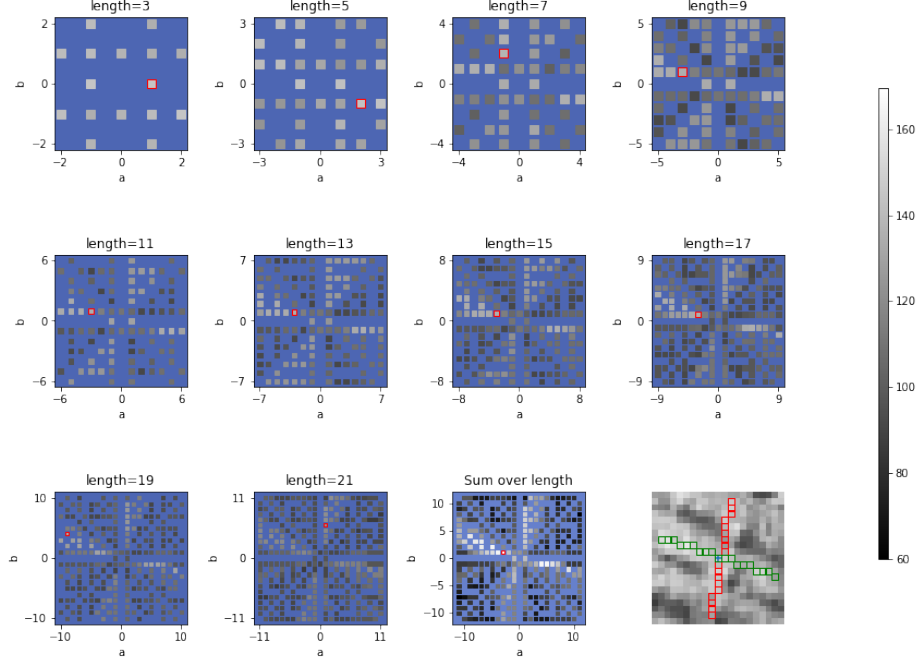 length=3 length=5 length=7 length=9
2 0 −2 b −2 0 2 a
3 0 −3 b −3 0 3 a
4 0 −4 b −4 0 4 a
5 0 −5 b −5 0 5 a
length=11 length=13 length=15 length=17
6 0 −6 b −6 0 6 a
7 0 −7 b −7 0 7 a
8 0 −8 b −8 0 8 a
9 0 −9 b −9 0 9 a
length=19 length=21 Sum over length
10 0 −10 b −10 0 10 a
11 0 −11 b −11 0 11 a
10 5 0 −5 −10 b −10 0 10 a
160
140
120
100
80
60